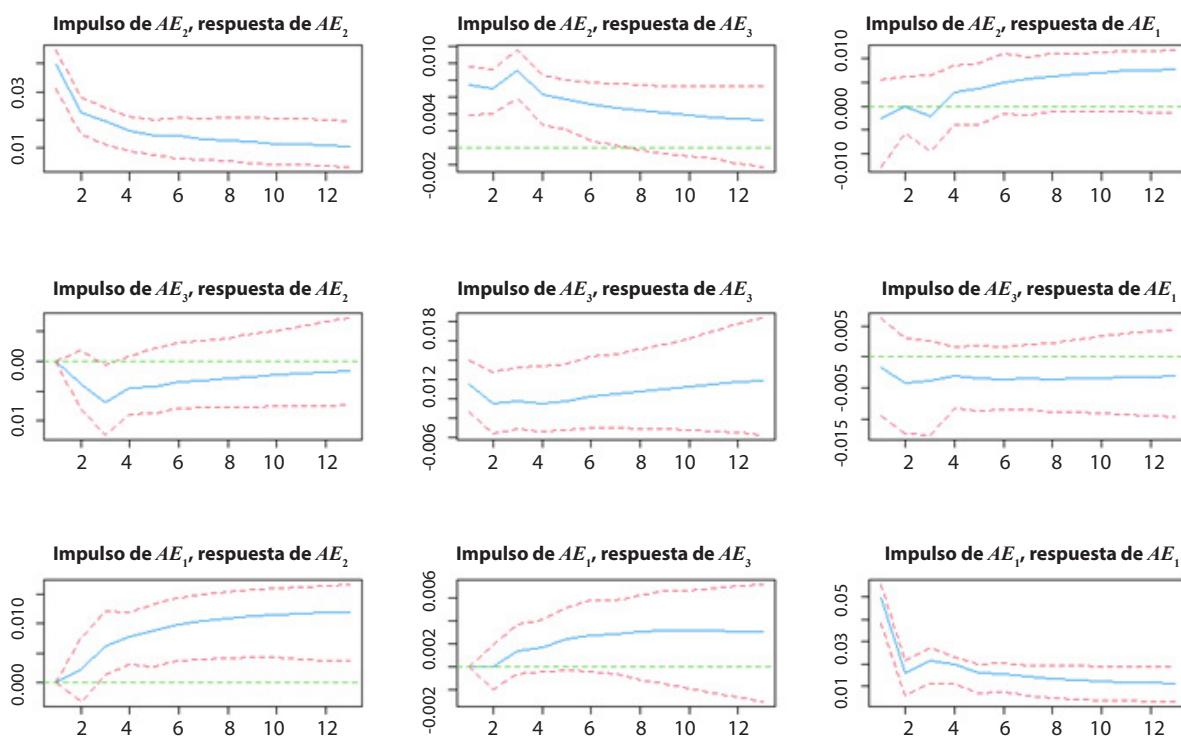 Impulso de AE₂, respuesta de AE₂
0.03
0.01
2 4 6 8 10 12
Impulso de AE₂, respuesta de AE₃
0.010
0.004
-0.002
2 4 6 8 10 12
Impulso de AE₂, respuesta de AE₁
0.010
0.000
-0.010
2 4 6 8 10 12
Impulso de AE₃, respuesta de AE₂
0.00
0.01
2 4 6 8 10 12
Impulso de AE₃, respuesta de AE₃
0.018
0.012
-0.006
2 4 6 8 10 12
Impulso de AE₃, respuesta de AE₁
0.005
-0.005
-0.015
2 4 6 8 10 12
Impulso de AE₁, respuesta de AE₂
0.010
0.000
2 4 6 8 10 12
Impulso de AE₁, respuesta de AE₃
0.006
0.002
-0.002
2 4 6 8 10 12
Impulso de AE₁, respuesta de AE₁
0.05
0.03
0.01
2 4 6 8 10 12